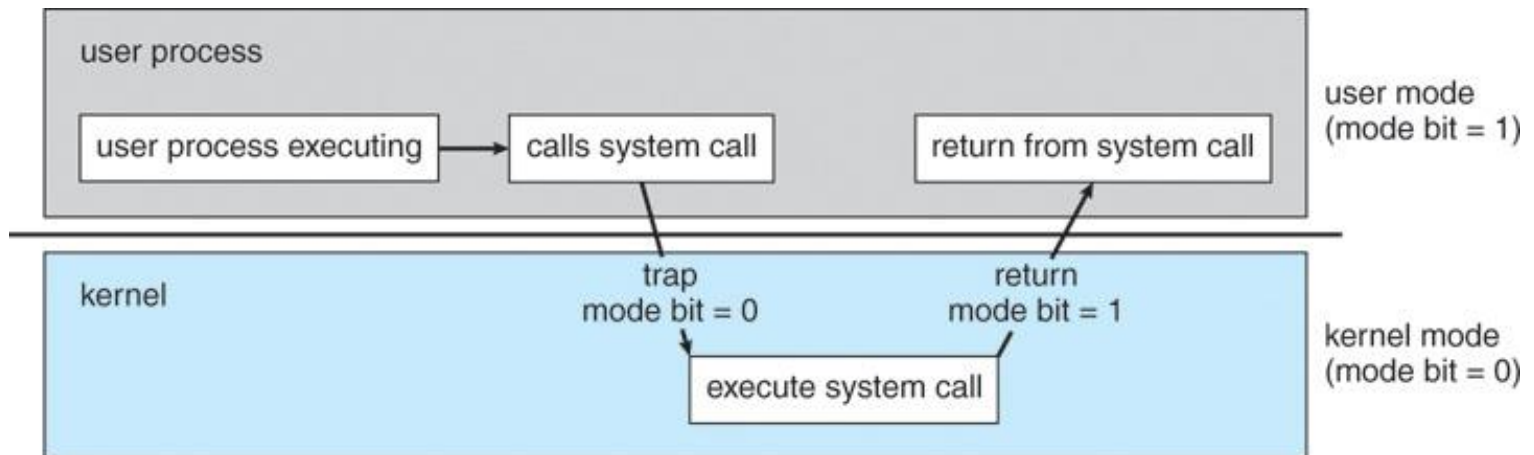 user process
user process executing
calls system call
return from system call
user mode
(mode bit = 1)
kernel
trap
mode bit = 0
return
mode bit = 1
execute system call
kernel mode
(mode bit = 0)